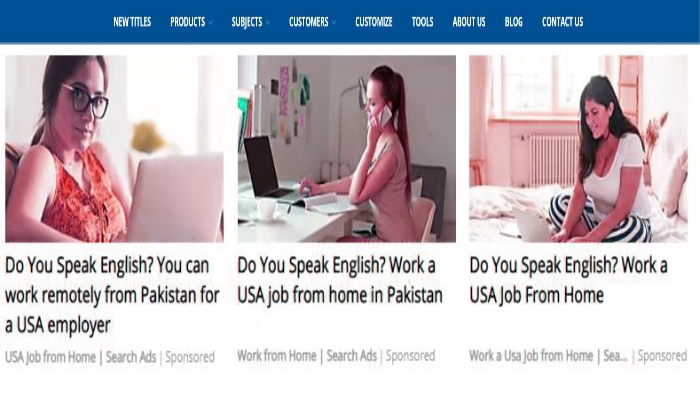 NEW TITLES PRODUCTS SUBJECTS CUSTOMERS CUSTOMIZE TOOLS ABOUT US BLOG CONTACT US
Do You Speak English? You can
work remotely from Pakistan for
a USA employer
USA Job from Home | Search Ads | Sponsored
Do You Speak English? Work a
USA job from home in Pakistan
Work from Home | Search Ads | Sponsored
Do You Speak English? Work a
USA Job From Home
Work a Usa Job from Home | Sea... | Sponsored